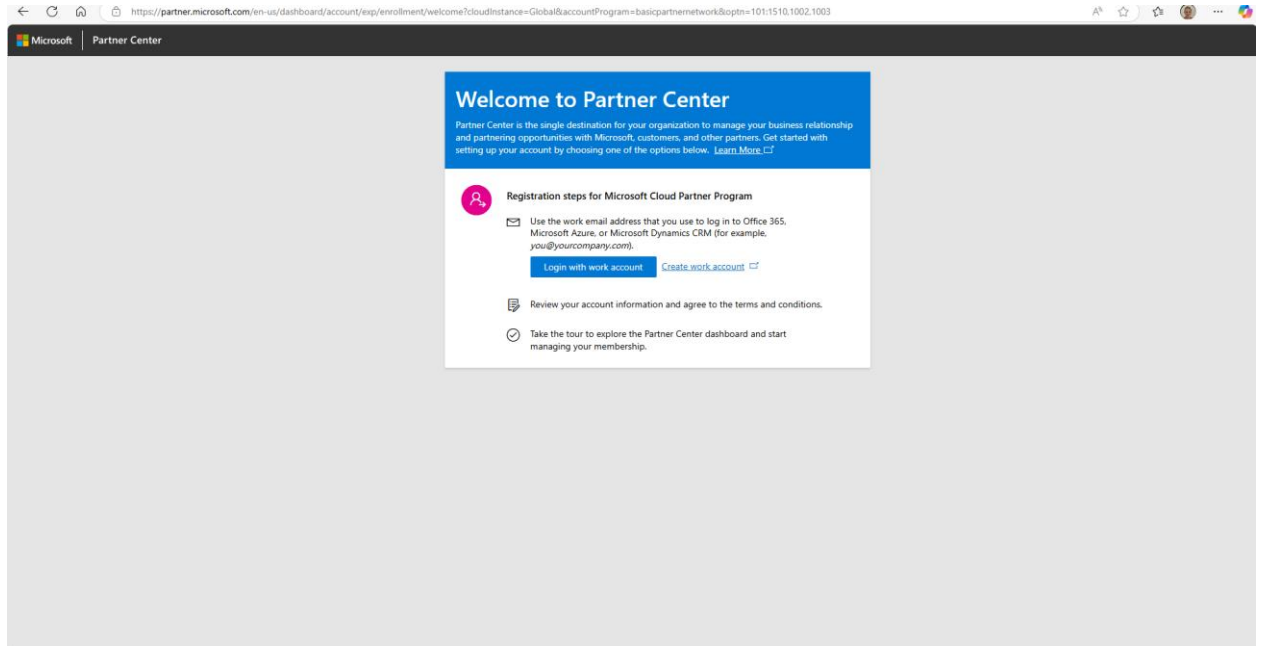 https://partner.microsoft.com/en-us/dashboard/account/exp/enrollment/welcome?cloudInstance=Global&accountProgram=basicpartnernetwork&optn=101:1510,1002,1003
Microsoft
Partner Center
Welcome to Partner Center
Partner Center is the single destination for your organization to manage your business relationship
and partnering opportunities with Microsoft, customers, and other partners. Get started with
setting up your account by choosing one of the options below. Learn More
Registration steps for Microsoft Cloud Partner Program
Use the work email address that you use to log in to Office 365,
Microsoft Azure, or Microsoft Dynamics CRM (for example,
you@yourcompany.com).
Login with work account
Create work account
Review your account information and agree to the terms and conditions.
Take the tour to explore the Partner Center dashboard and start
managing your membership.